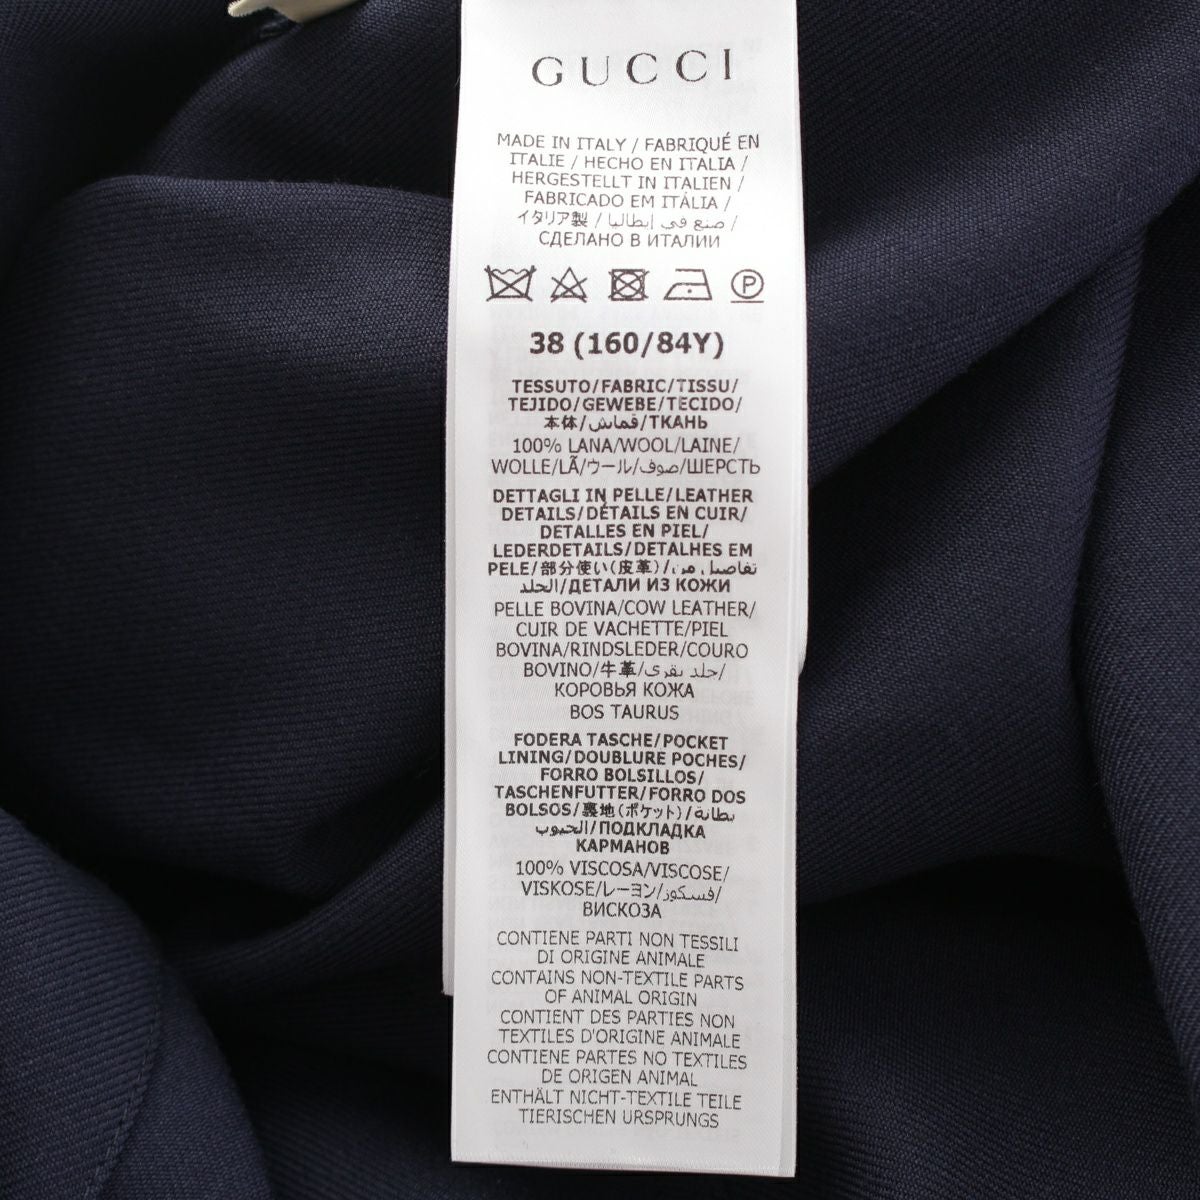 GUCCI
MADE IN ITALY / FABRIQUÉ EN
ITALIE / HECHO EN ITALIA /
HERGESTELLT IN ITALIEN /
FABRICADO EM ITÁLIA /
イタリア製 / صنع في إيطاليا /
СДЕЛАНО В ИТАЛИИ
P
38 (160/84Y)
TESSUTO/FABRIC/TISSU/
TEJIDO/GEWEBE/TECIDO/
本体/قماش/ТКАНЬ
100% LANA/WOOL/LAINE/
WOLLE/LÃ/ウール/صوف/ШЕРСТЬ
DETTAGLI IN PELLE/LEATHER
DETAILS/DÉTAILS EN CUIR/
DETALLES EN PIEL/
LEDERDETAILS/DETALHES EM
PELE/部分使い(皮革)/تفاصيل من
الجلد/ДЕТАЛИ ИЗ КОЖИ
PELLE BOVINA/COW LEATHER/
CUIR DE VACHETTE/PIEL
BOVINA/RINDSLEDER/COURO
BOVINO/牛革/جلد بقري/
КОРОВЬЯ КОЖА
BOS TAURUS
FODERA TASCHE/POCKET
LINING/DOUBLURE POCHES/
FORRO BOLSILLOS/
TASCHENFUTTER/FORRO DOS
BOLSOS/裏地(ポケット)/بطانة
الجيوب/ПОДКЛАДКА
КАРМАНОВ
100% VISCOSA/VISCOSE/
VISKOSE/レーヨン/فسكوز/
ВИСКОЗА
CONTIENE PARTI NON TESSILI
DI ORIGINE ANIMALE
CONTAINS NON-TEXTILE PARTS
OF ANIMAL ORIGIN
CONTIENT DES PARTIES NON
TEXTILES D'ORIGINE ANIMALE
CONTIENE PARTES NO TEXTILES
DE ORIGEN ANIMAL
ENTHÄLT NICHT-TEXTILE TEILE
TIERISCHEN URSPRUNGS